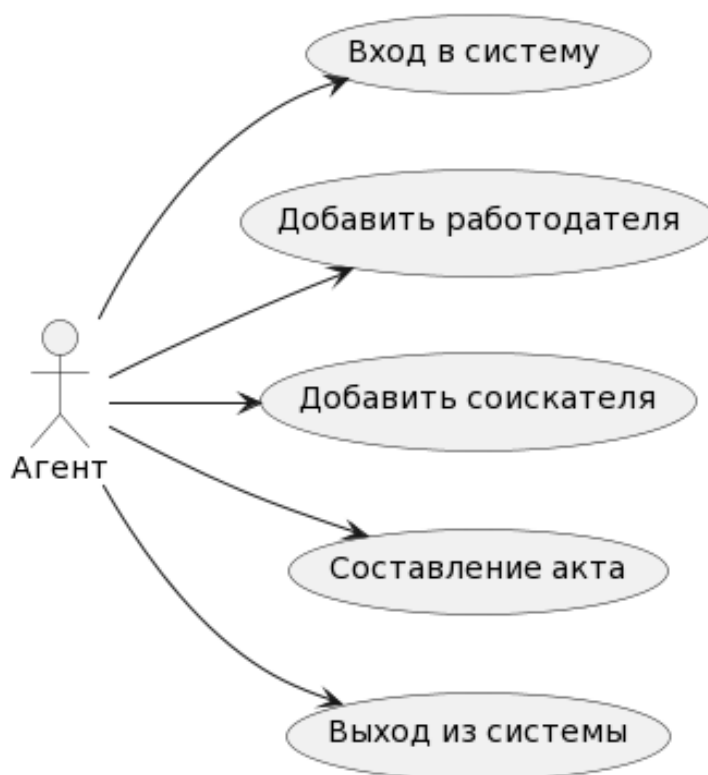 Вход в систему
Добавить работодателя
Добавить соискателя
Агент
Составление акта
Выход из системы